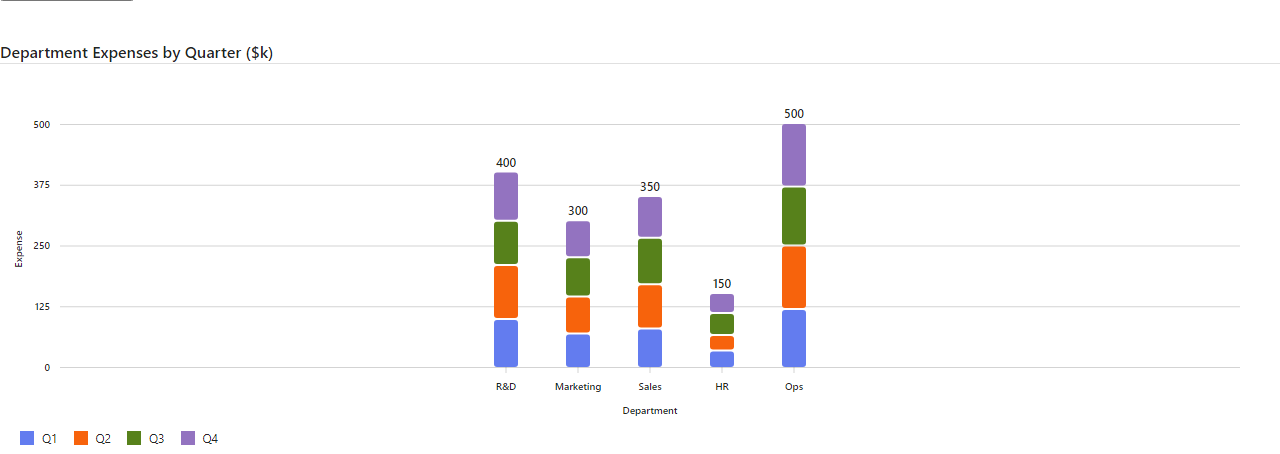 Department Expenses by Quarter ($k)
500
375
250
125
0
Expense
400
300
350
150
500
R&D Marketing Sales HR Ops
Department
Q1 Q2 Q3 Q4